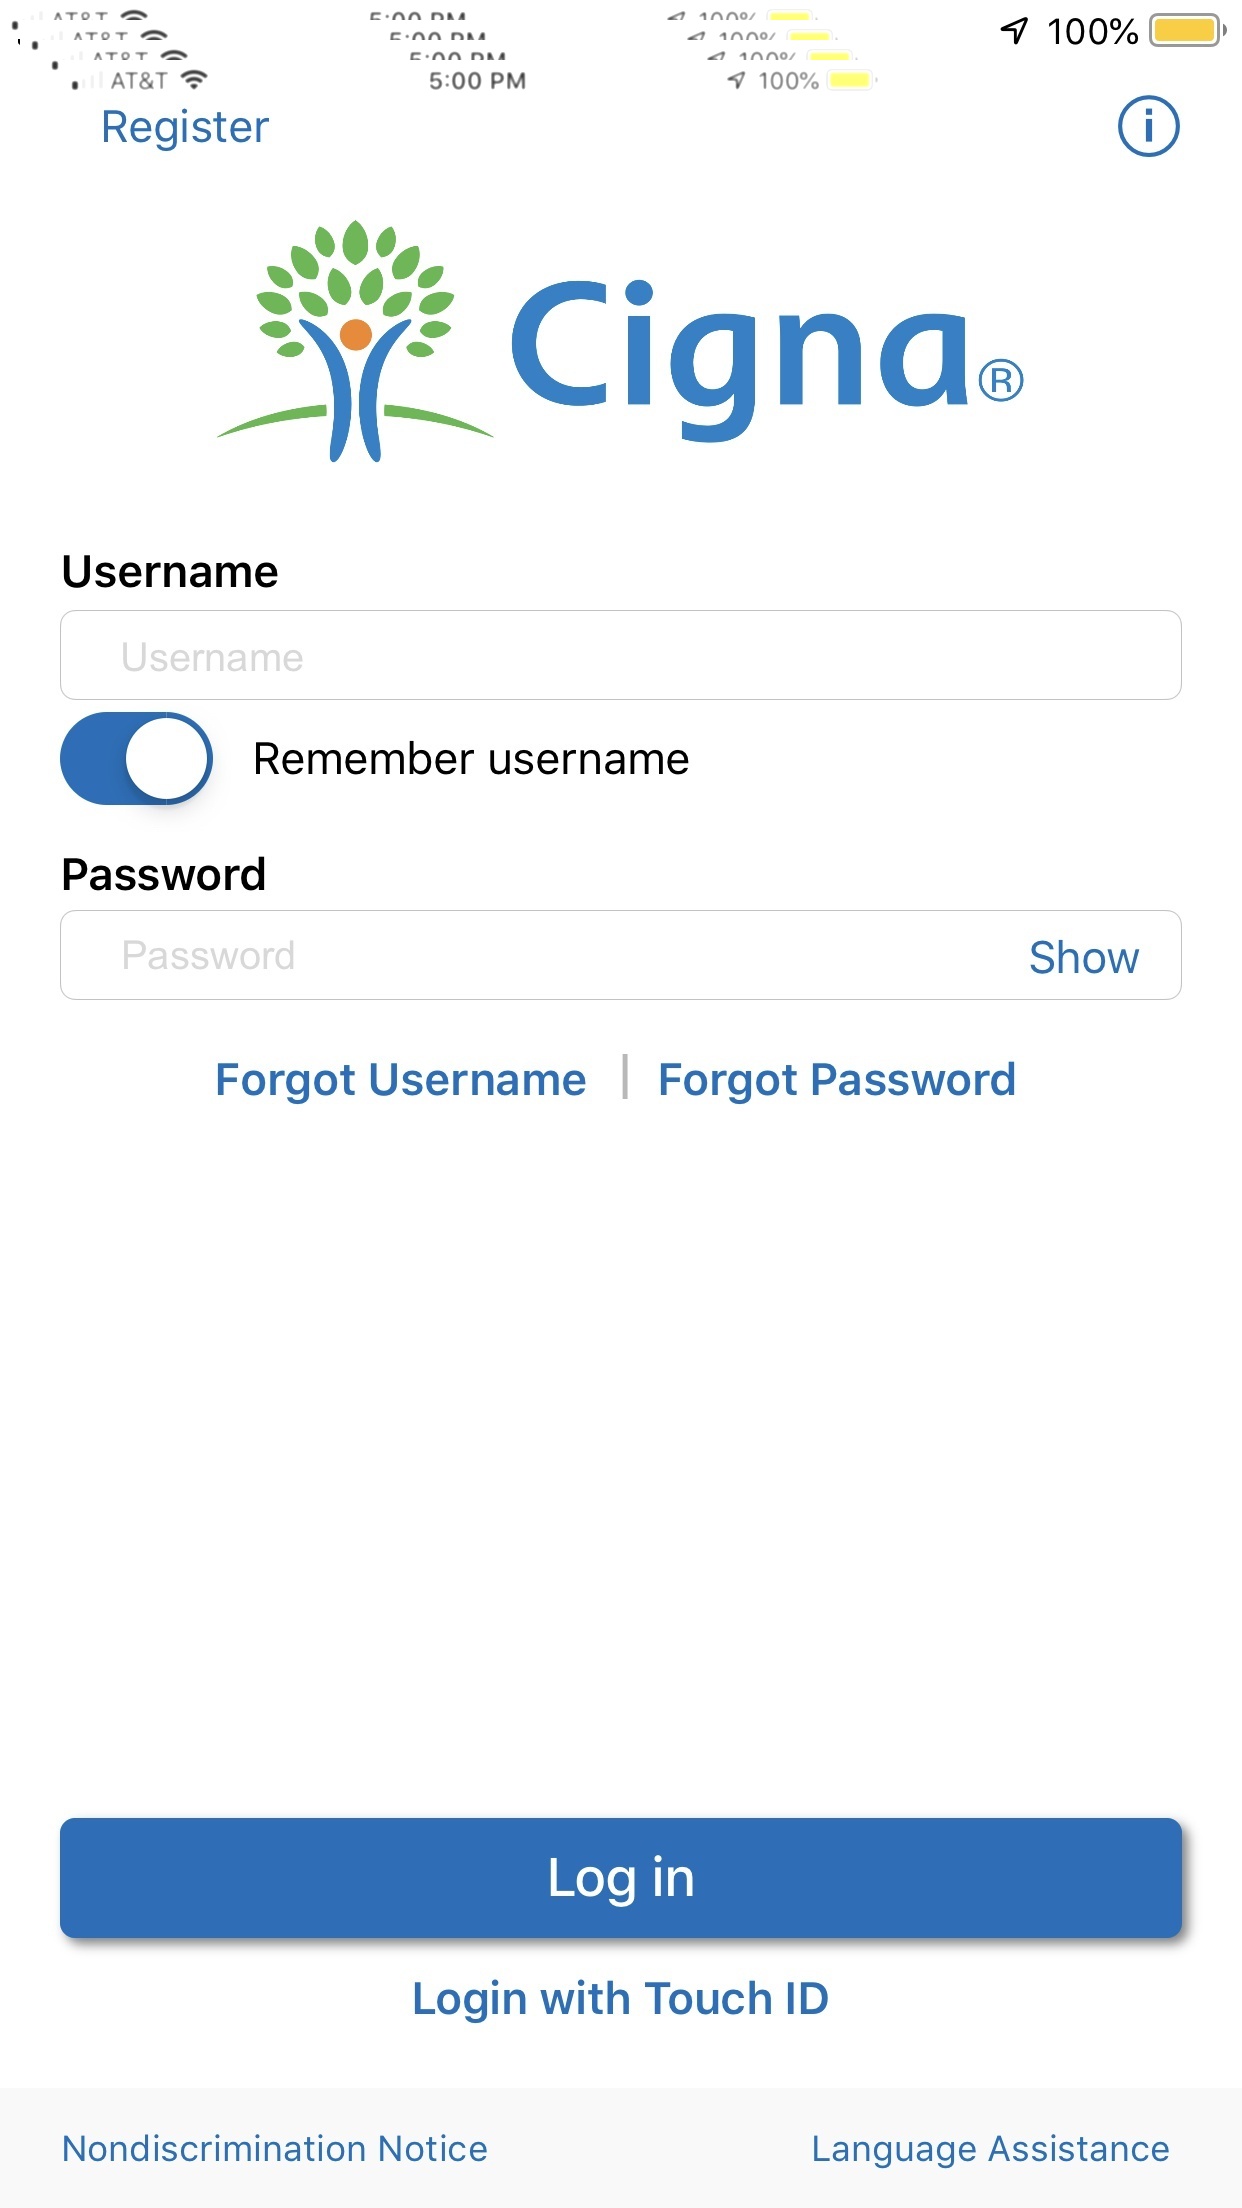 100%
AT&T 5:00 PM 100%
Register
Cigna®
Username
Username
Remember username
Password
Password Show
Forgot Username | Forgot Password
Log in
Login with Touch ID
Nondiscrimination Notice Language Assistance